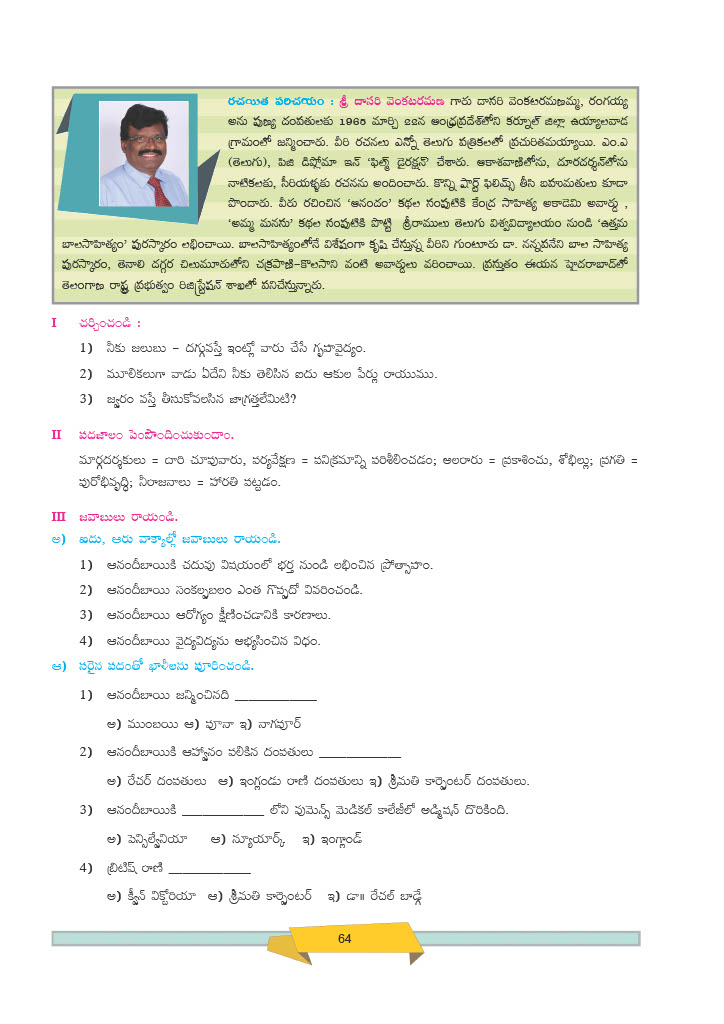 రచయిత పరిచయం : శ్రీ దాసరి వెంకటరమణ గారు దాసరి వెంకటరమణమ్మ, రంగయ్య
అను పుణ్య దంపతులకు 1965 మార్చి 22న ఆంధ్రప్రదేశ్‌లోని కర్నూల్ జిల్లా ఉయ్యాలవాడ
గ్రామంలో జన్మించారు. వీరి రచనలు ఎన్నో తెలుగు పత్రికలలో ప్రచురితమయ్యాయి. ఎం.ఎ
(తెలుగు), పిజి డిప్లోమా ఇన్ 'ఫిల్మ్ డైరక్షన్' చేశారు. ఆకాశవాణిలోను, దూరదర్శన్‌లోను
నాటికలకు, సీరియళ్ళకు రచనను అందించారు. కొన్ని షార్ట్ ఫిలిమ్స్ తీసి బహుమతులు కూడా
పొందారు. వీరు రచించిన 'ఆనందం' కథల సంపుటికి కేంద్ర సాహిత్య అకాడెమి అవార్డు ,
'అమ్మ మనసు' కథల సంపుటికి పొట్టి శ్రీరాములు తెలుగు విశ్వవిద్యాలయం నుండి 'ఉత్తమ
బాలసాహిత్యం' పురస్కారం లభించాయి. బాలసాహిత్యంలోనే విశేషంగా కృషి చేస్తున్న వీరిని గుంటూరు డా. నన్నపనేని బాల సాహిత్య
పురస్కారం, తెనాలి దగ్గర చిలుమూరులోని చక్రపాణి-కొలసాని వంటి అవార్డులు వరించాయి. ప్రస్తుతం ఈయన హైదరాబాద్‌లో
తెలంగాణ రాష్ట్ర ప్రభుత్వం రిజిస్ట్రేషన్ శాఖలో పనిచేస్తున్నారు.
I చర్చించండి :
1) నీకు జలుబు - దగ్గువస్తే ఇంట్లో వారు చేసే గృహవైద్యం.
2) మూలికలుగా వాడు ఏదేని నీకు తెలిసిన ఐదు ఆకుల పేర్లు రాయుము.
3) జ్వరం వస్తే తీసుకోవలసిన జాగ్రత్తలేమిటి?
II పదజాలం పెంపొందించుకుందాం.
మార్గదర్శకులు = దారి చూపువారు, పర్యవేక్షణ = పనిక్రమాన్ని పరిశీలించడం; అలరారు = ప్రకాశించు, శోభిల్లు; ప్రగతి =
పురోభివృద్ధి; నీరాజనాలు = హారతి పట్టడం.
III జవాబులు రాయండి.
అ) ఐదు, ఆరు వాక్యాల్లో జవాబులు రాయండి.
1) ఆనందీబాయికి చదువు విషయంలో భర్త నుండి లభించిన ప్రోత్సాహం.
2) ఆనందీబాయి సంకల్పబలం ఎంత గొప్పదో వివరించండి.
3) ఆనందీబాయి ఆరోగ్యం క్షీణించడానికి కారణాలు.
4) ఆనందీబాయి వైద్యవిద్యను అభ్యసించిన విధం.
ఆ) సరైన పదంతో ఖాళీలను పూరించండి.
1) ఆనందీబాయి జన్మించినది ____________
అ) ముంబయి ఆ) పూనా ఇ) నాగపూర్
2) ఆనందీబాయికి ఆహ్వానం పలికిన దంపతులు ____________
అ) రేచర్ దంపతులు ఆ) ఇంగ్లండు రాణి దంపతులు ఇ) శ్రీమతి కార్పెంటర్ దంపతులు.
3) ఆనందీబాయికి ____________ లోని వుమెన్స్ మెడికల్ కాలేజీలో అడ్మిషన్ దొరికింది.
అ) పెన్సిల్వేనియా ఆ) న్యూయార్క్ ఇ) ఇంగ్లాండ్
4) బ్రిటిష్ రాణి ____________
అ) క్వీన్ విక్టోరియా ఆ) శ్రీమతి కార్పెంటర్ ఇ) డా॥ రేచల్ బాడ్లే
64